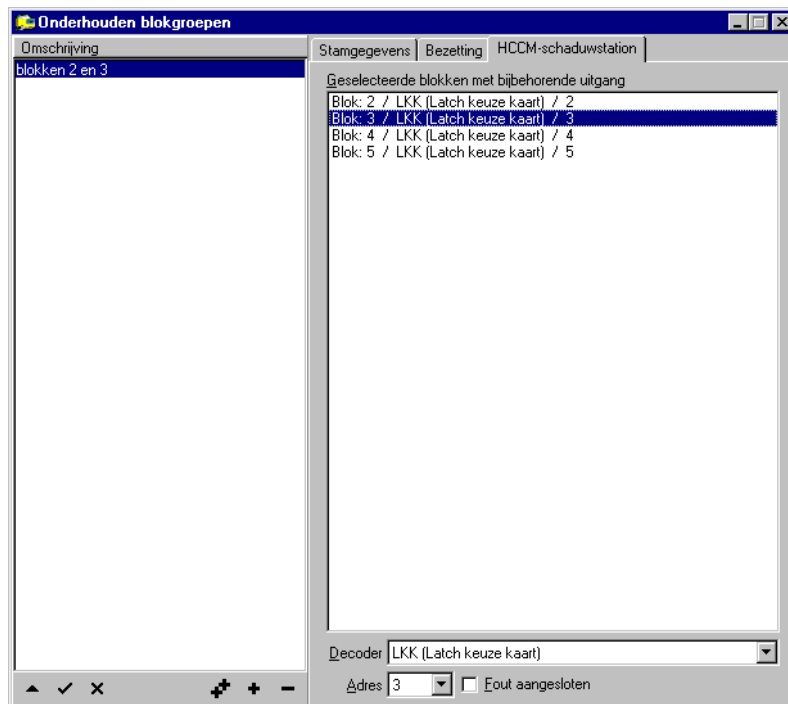 Onderhouden blokgroepen
Omschrijving
blokken 2 en 3
Stamgegevens Bezetting HCCM-schaduwstation
Geselecteerde blokken met bijbehorende uitgang
Blok: 2 / LKK (Latch keuze kaart) / 2
Blok: 3 / LKK (Latch keuze kaart) / 3
Blok: 4 / LKK (Latch keuze kaart) / 4
Blok: 5 / LKK (Latch keuze kaart) / 5
Decoder LKK (Latch keuze kaart)
Adres 3 Fout aangesloten